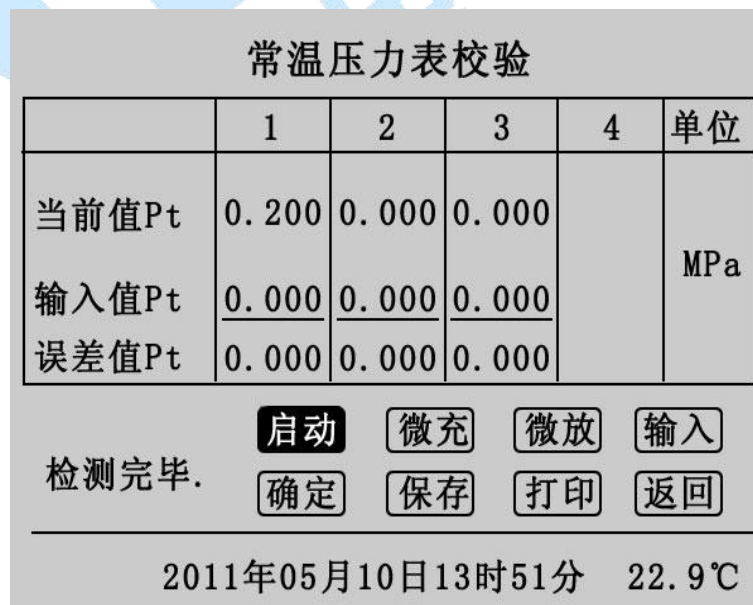 常温压力表校验
1 2 3 4 单位
当前值Pt 0.200 0.000 0.000
MPa
输入值Pt 0.000 0.000 0.000
误差值Pt 0.000 0.000 0.000
启动 微充 微放 输入
检测完毕.
确定 保存 打印 返回
2011年05月10日13时51分 22.9℃